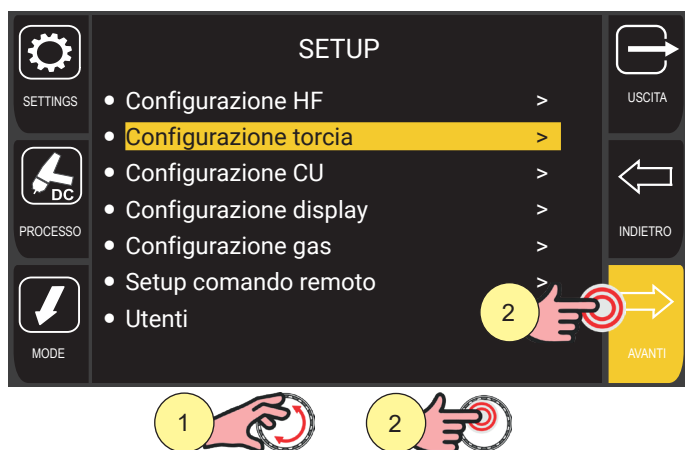 SETUP
SETTINGS
• Configurazione HF >
USCITA
• Configurazione torcia >
DC
• Configurazione CU >
PROCESSO
• Configurazione display >
INDIETRO
• Configurazione gas >
• Setup comando remoto >
2
• Utenti
MODE
AVANTI
1
2